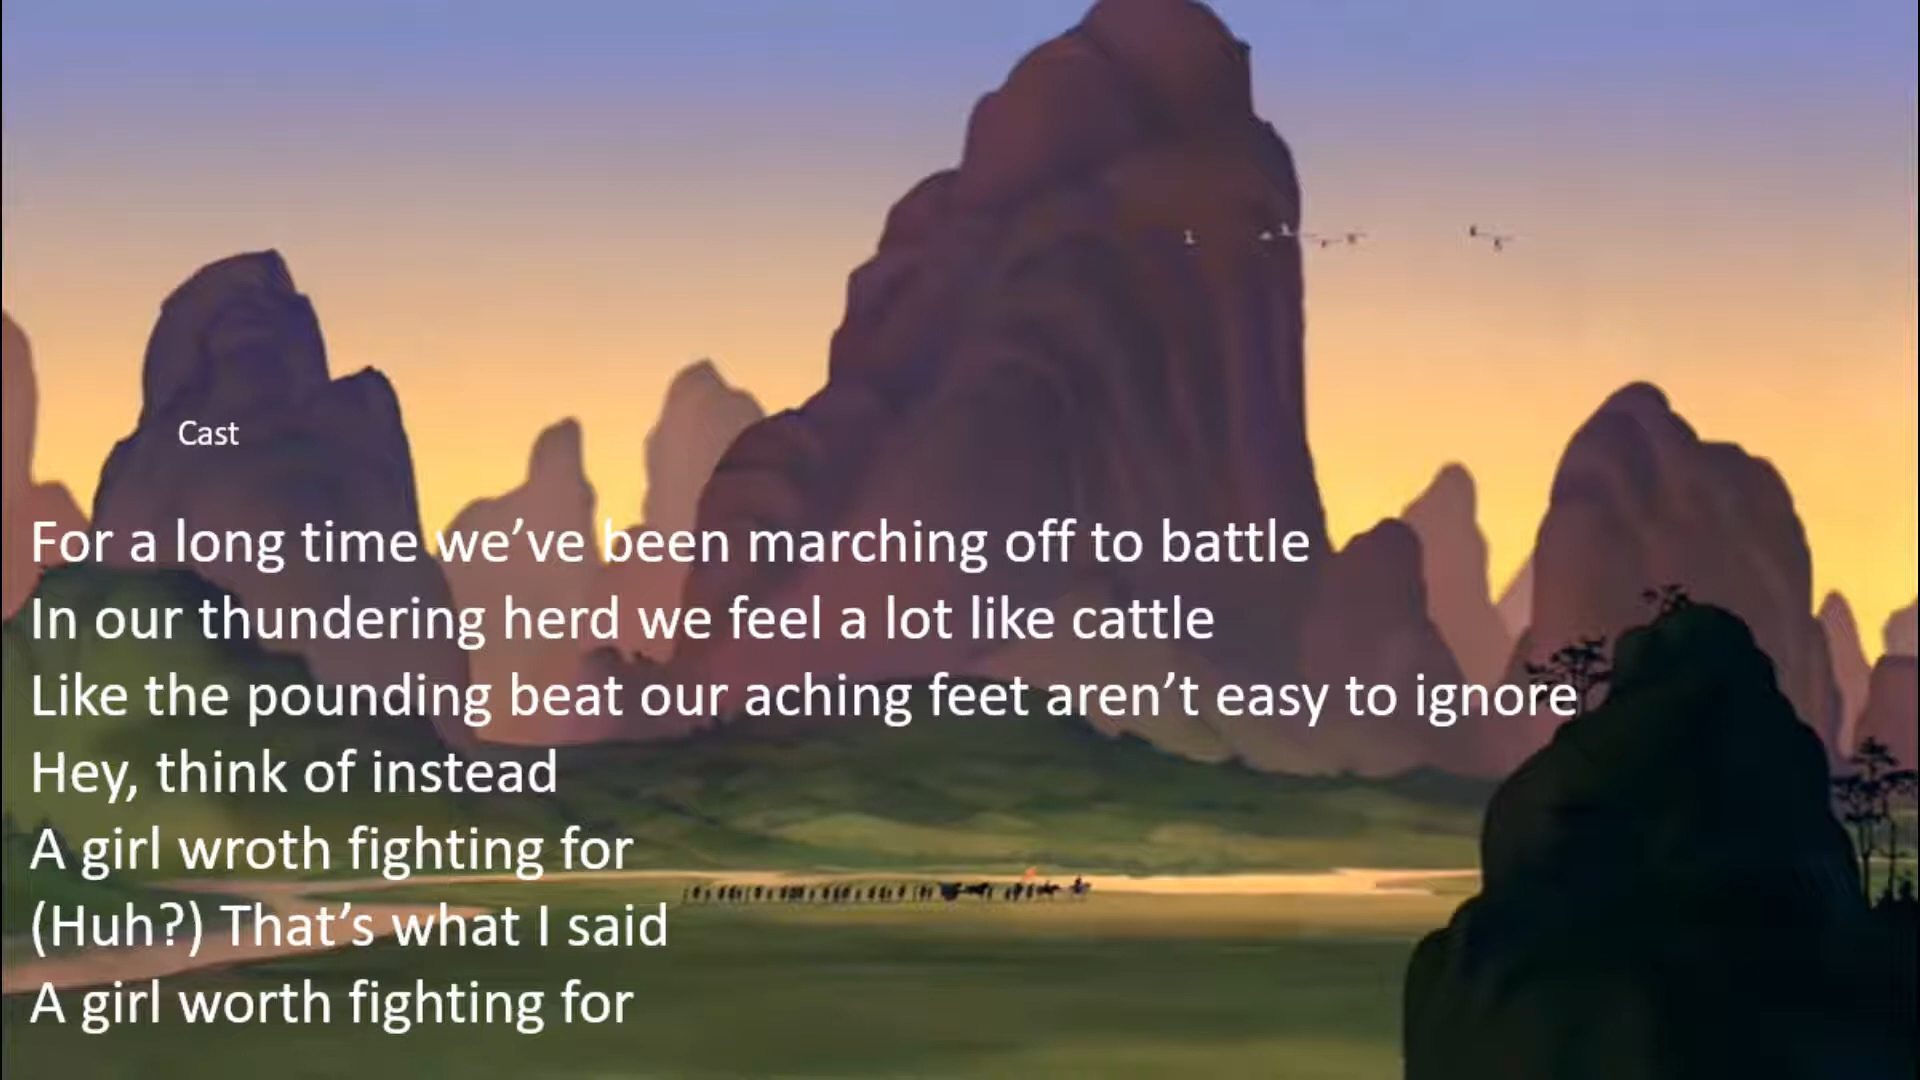 Cast
For a long time we’ve been marching off to battle
In our thundering herd we feel a lot like cattle
Like the pounding beat our aching feet aren’t easy to ignore
Hey, think of instead
A girl wroth fighting for
(Huh?) That’s what I said
A girl worth fighting for